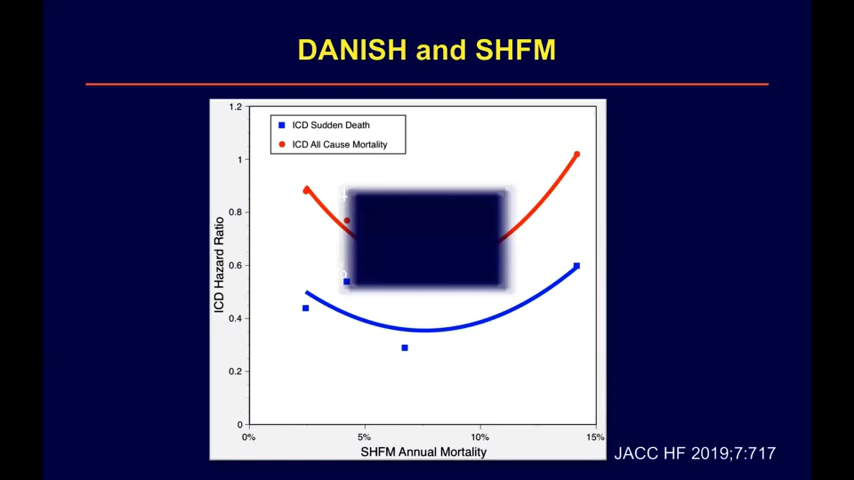 DANISH and SHFM
1.2
ICD Sudden Death
ICD All Cause Mortality
1
0.8
0.6
0.4
0.2
0
ICD Hazard Ratio
0%
5%
10%
15%
SHFM Annual Mortality
JACC HF 2019;7:717